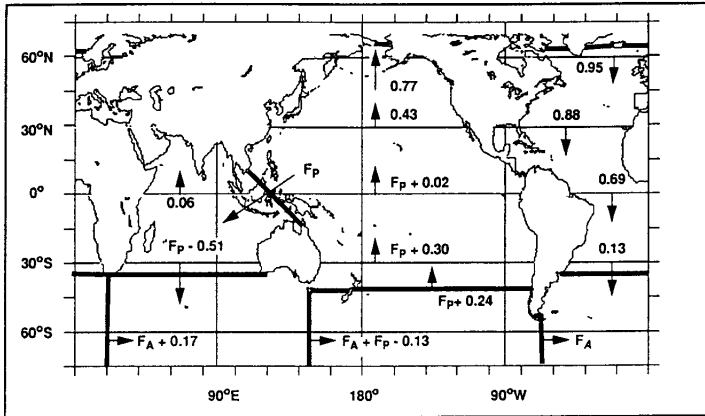 60°N
0.95
0.77
0.43
0.88
30°N
F_P
F_P + 0.02
0.69
0°
0.06
F_P - 0.51
F_P + 0.30
0.13
30°S
F_P + 0.24
60°S
F_A + 0.17
F_A + F_P - 0.13
F_A
90°E
180°
90°W